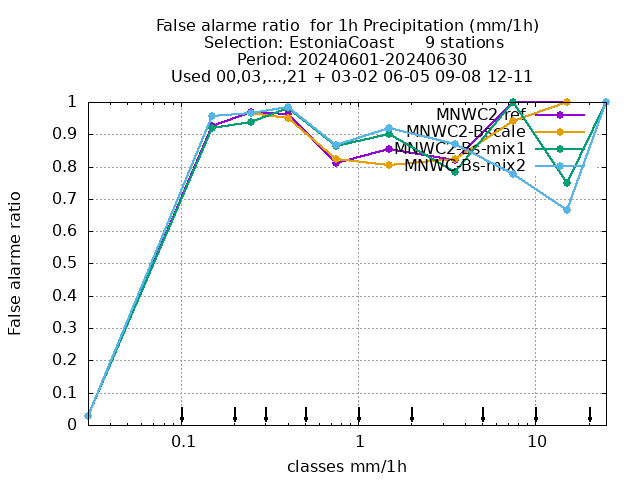 False alarme ratio  for 1h Precipitation (mm/1h)
Selection: EstoniaCoast      9 stations
Period: 20240601-20240630
Used 00,03,...,21 + 03-02 06-05 09-08 12-11
MNWC2-ref
MNWC2-Bscale
MNWC2-Bs-mix1
MNWC-Bs-mix2
1
0.9
0.8
0.7
0.6
0.5
0.4
0.3
0.2
0.1
0
False alarme ratio
0.1
1
10
classes mm/1h